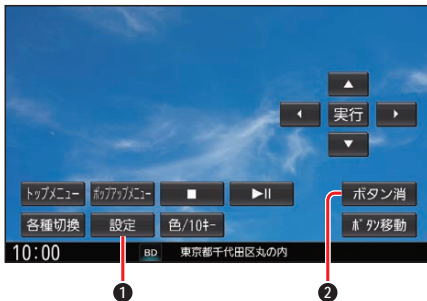 ▲
◀ 実行 ▶
▼
トップメニュー ポップアップメニュー ■ ▶II ボタン消
各種切換 設定 色/10キー ボタン移動
10:00 BD 東京都千代田区丸の内
❶ ❷